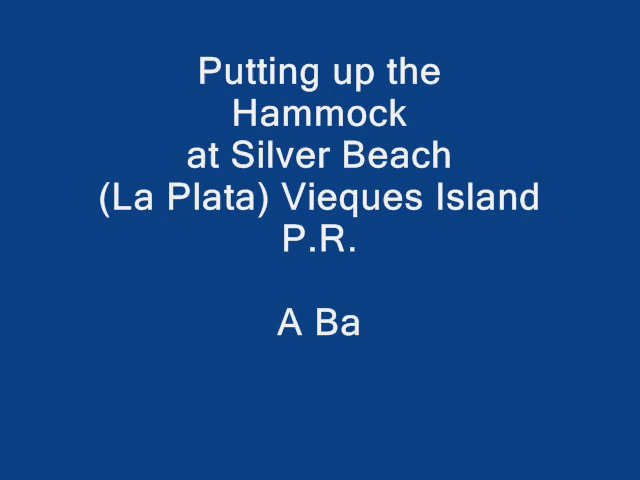 Putting up the
Hammock
at Silver Beach
(La Plata) Vieques Island
P.R.
A Ba